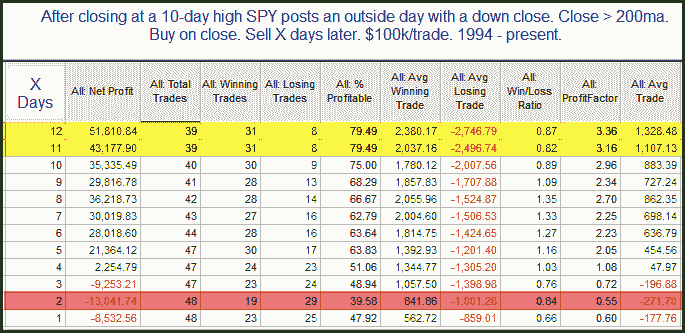 After closing at a 10-day high SPY posts an outside day with a down close. Close > 200ma.
Buy on close. Sell X days later. $100k/trade. 1994 - present.
X Days All: Net Profit All: Total Trades All: Winning Trades All: Losing Trades All: % Profitable All: Avg Winning Trade All: Avg Losing Trade All: Win/Loss Ratio All: ProfitFactor All: Avg Trade
12 51,810.84 39 31 8 79.49 2,380.17 -2,746.79 0.87 3.36 1,328.48
11 43,177.90 39 31 8 79.49 2,037.16 -2,496.74 0.82 3.16 1,107.13
10 35,335.49 40 30 9 75.00 1,780.12 -2,007.56 0.89 2.96 883.39
9 29,816.78 41 28 13 68.29 1,857.83 -1,707.88 1.09 2.34 727.24
8 36,218.73 42 28 14 66.67 2,055.96 -1,524.87 1.35 2.70 862.35
7 30,019.83 43 27 16 62.79 2,004.60 -1,506.53 1.33 2.25 698.14
6 28,018.60 44 28 16 63.64 1,814.75 -1,424.65 1.27 2.23 636.79
5 21,364.12 47 30 17 63.83 1,392.93 -1,201.40 1.16 2.05 454.56
4 2,254.79 47 24 23 51.06 1,344.77 -1,305.20 1.03 1.08 47.97
3 -9,253.21 47 23 24 48.94 1,057.50 -1,398.98 0.76 0.72 -196.88
2 -13,041.74 48 19 29 39.58 841.86 -1,001.28 0.84 0.55 -271.70
1 -8,532.56 48 23 25 47.92 562.72 -859.01 0.66 0.60 -177.76